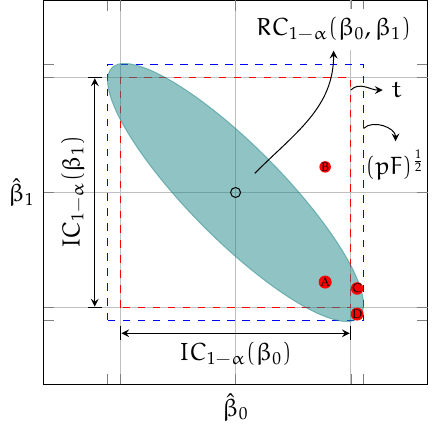 RC₁₋α(β₀, β₁)
t
(pF)^½
B
IC₁₋α(β₁)
β̂₁
A
C
D
IC₁₋α(β₀)
β̂₀